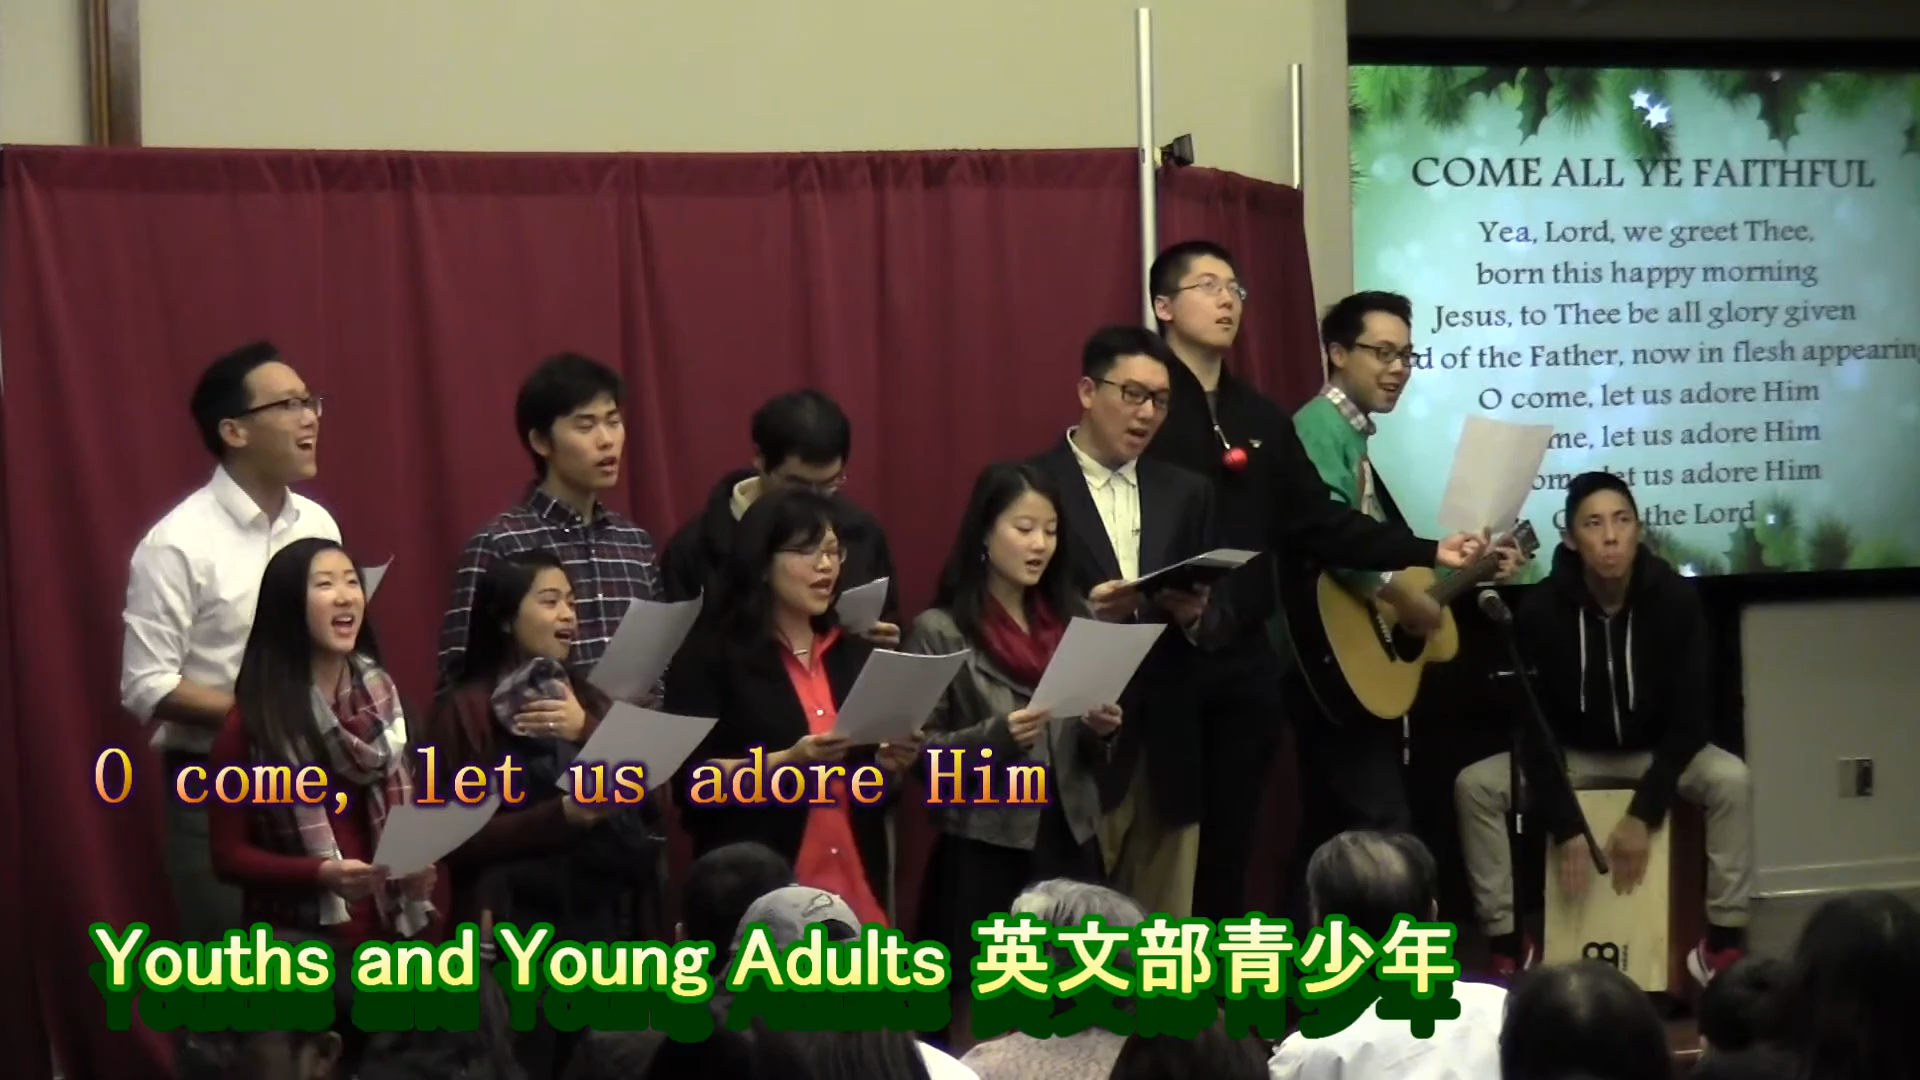 COME ALL YE FAITHFUL
Yea, Lord, we greet Thee,
born this happy morning
Jesus, to Thee be all glory given
of the Father, now in flesh appearing
O come, let us adore Him
let us adore Him
us adore Him
the Lord
O come, let us adore Him
Youths and Young Adults 英文部青少年